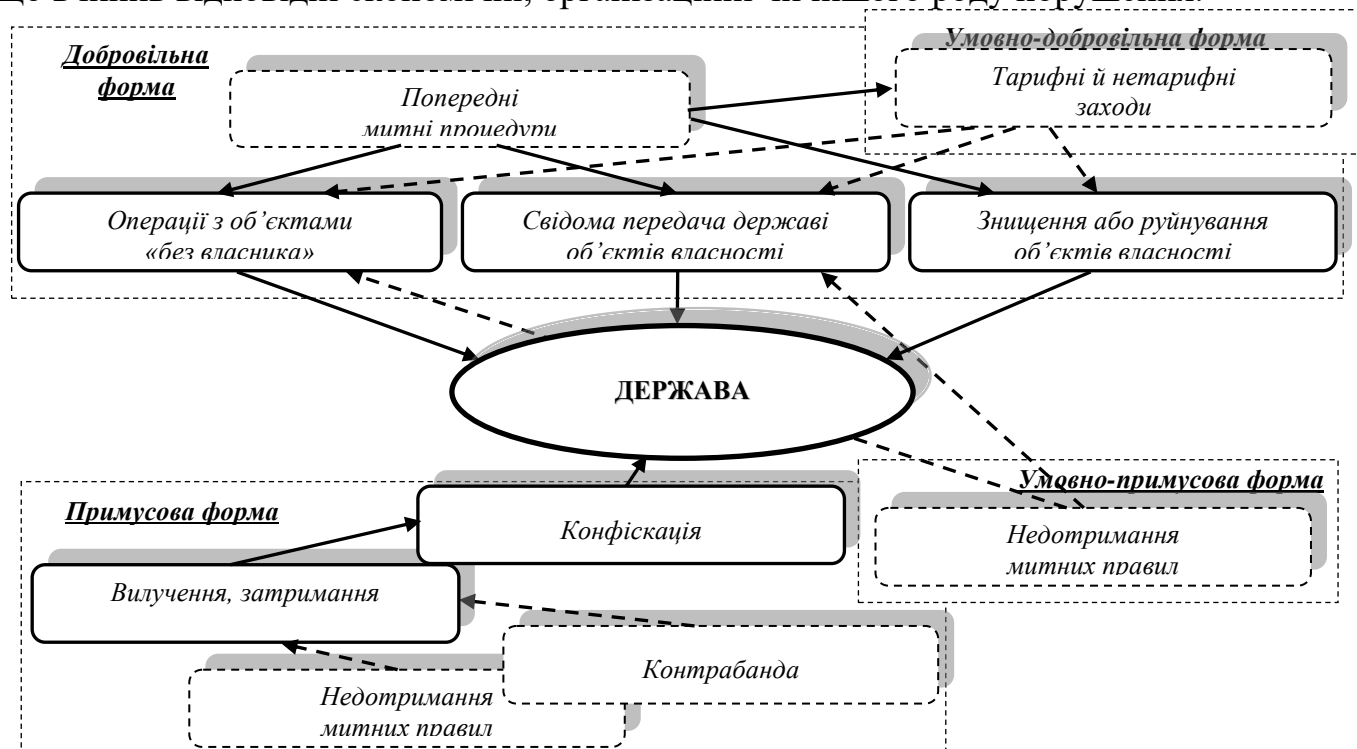 Добровільна
форма
Умовно-добровільна форма
Попередні
митні процедури
Тарифні й нетарифні
заходи
Операції з об’єктами
«без власника»
Свідома передача державі
об’єктів власності
Знищення або руйнування
об’єктів власності
ДЕРЖАВА
Примусова форма
Конфіскація
Умовно-примусова форма
Недотримання
митних правил
Вилучення, затримання
Контрабанда
Недотримання
митних правил